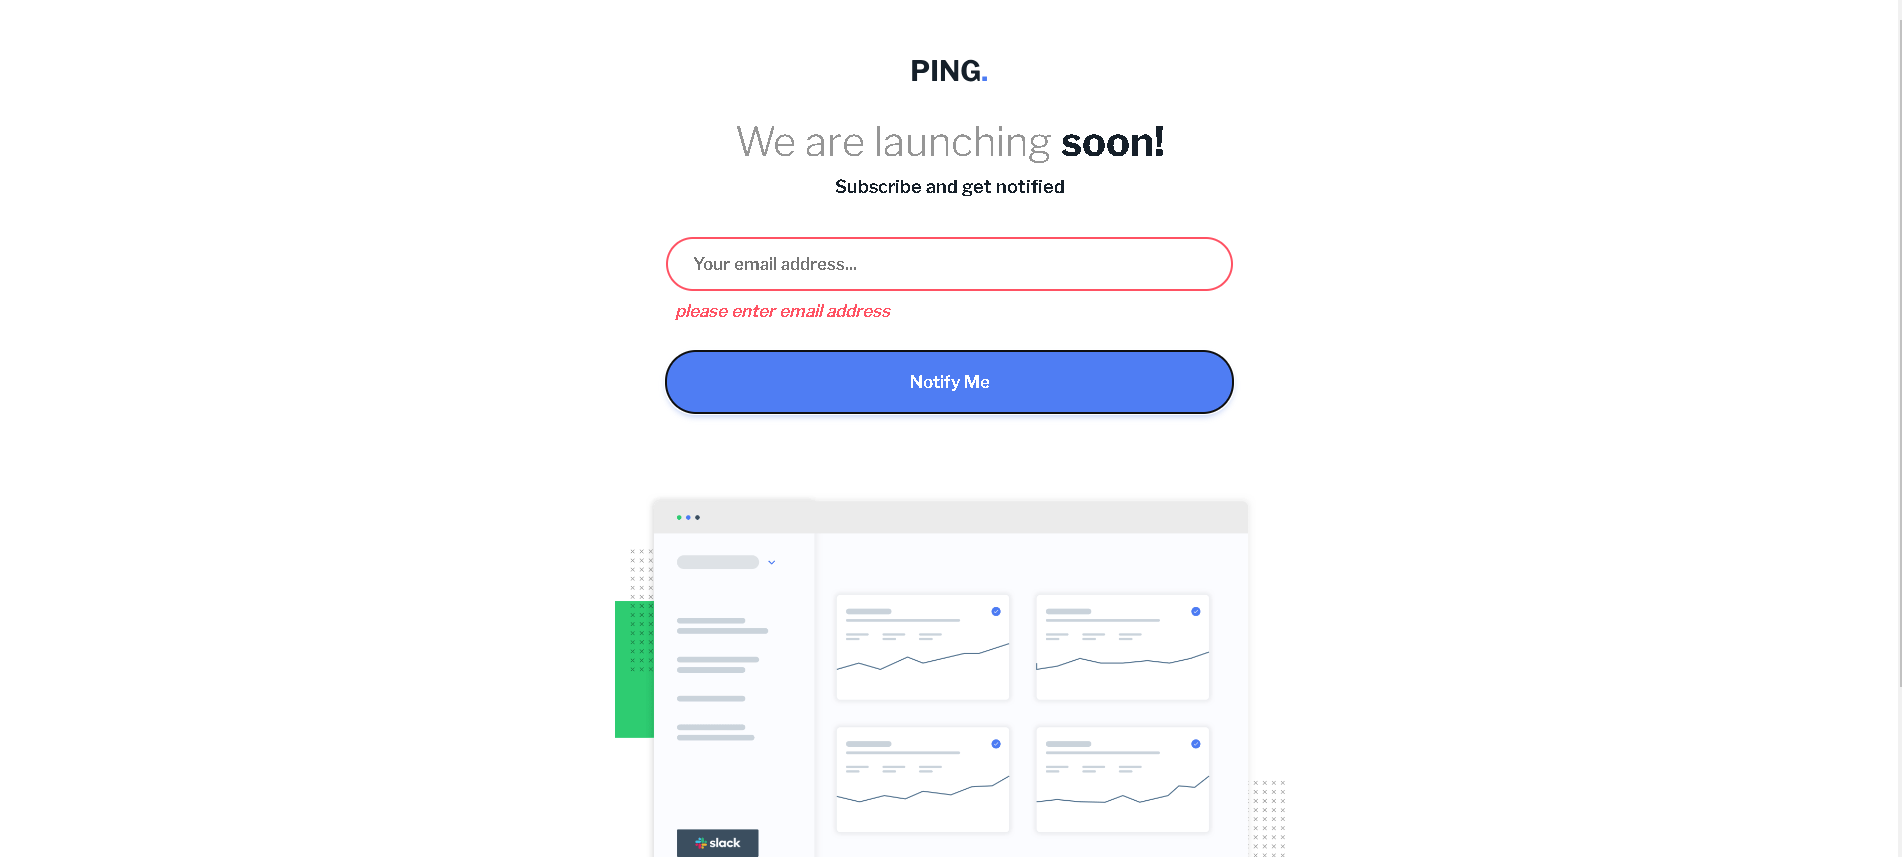 PING.
We are launching soon!
Subscribe and get notified
Your email address...
please enter email address
Notify Me
slack